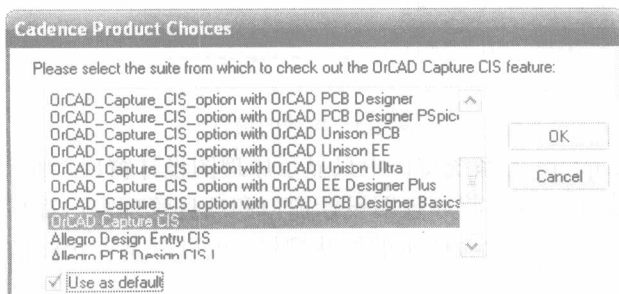 Cadence Product Choices
Please select the suite from which to check out the OrCAD Capture CIS feature:
OrCAD_Capture_CIS_option with OrCAD PCB Designer
OrCAD_Capture_CIS_option with OrCAD PCB Designer PSpic
OrCAD_Capture_CIS_option with OrCAD Unison PCB
OrCAD_Capture_CIS_option with OrCAD Unison EE
OrCAD_Capture_CIS_option with OrCAD Unison Ultra
OrCAD_Capture_CIS_option with OrCAD EE Designer Plus
OrCAD_Capture_CIS_option with OrCAD PCB Designer Basics
OrCAD Capture CIS
Allegro Design Entry CIS
Allegro PCB Design CIS L
OK
Cancel
Use as default